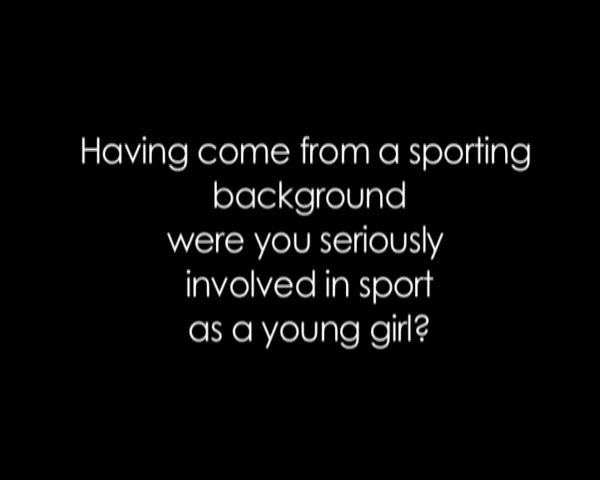 Having come from a sporting
background
were you seriously
involved in sport
as a young girl?